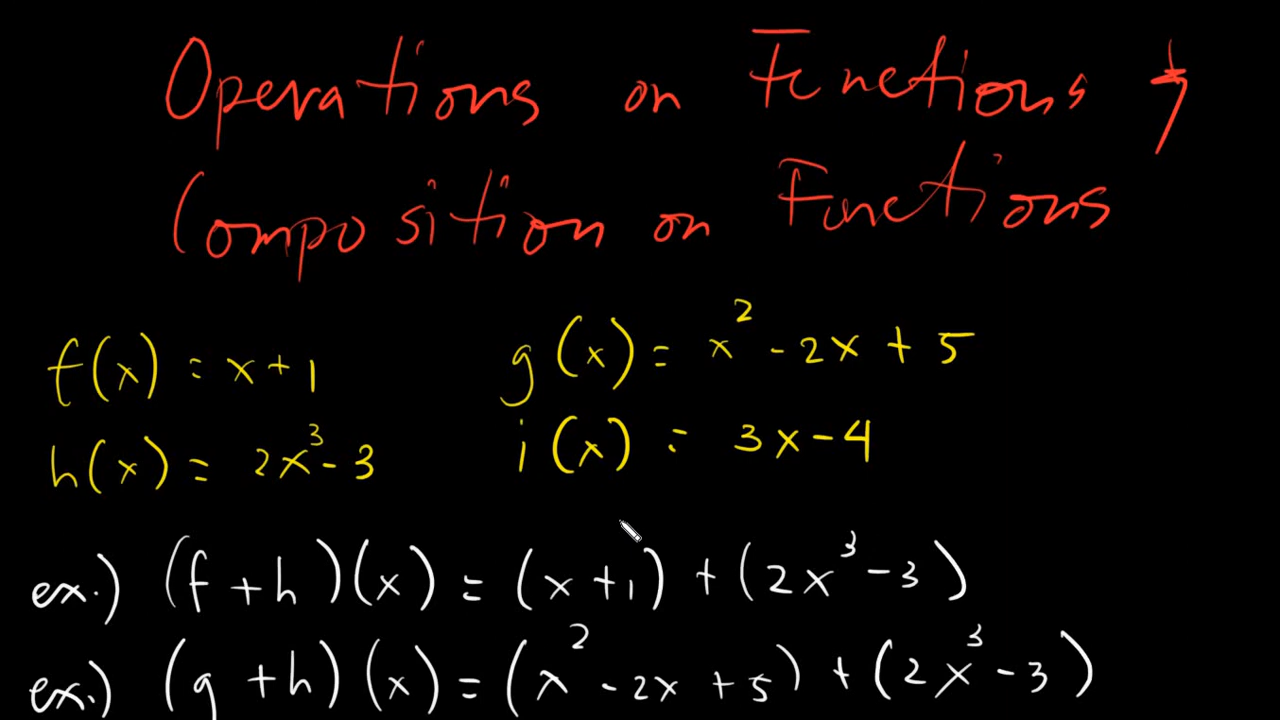 Operations on Functions &
Composition on Functions
f(x) = x+1
g(x) = x² - 2x + 5
h(x) = 2x³ - 3
i(x) = 3x - 4
ex.) (f + h)(x) = (x + 1) + (2x³ - 3)
ex.) (g + h)(x) = (x² - 2x + 5) + (2x³ - 3)